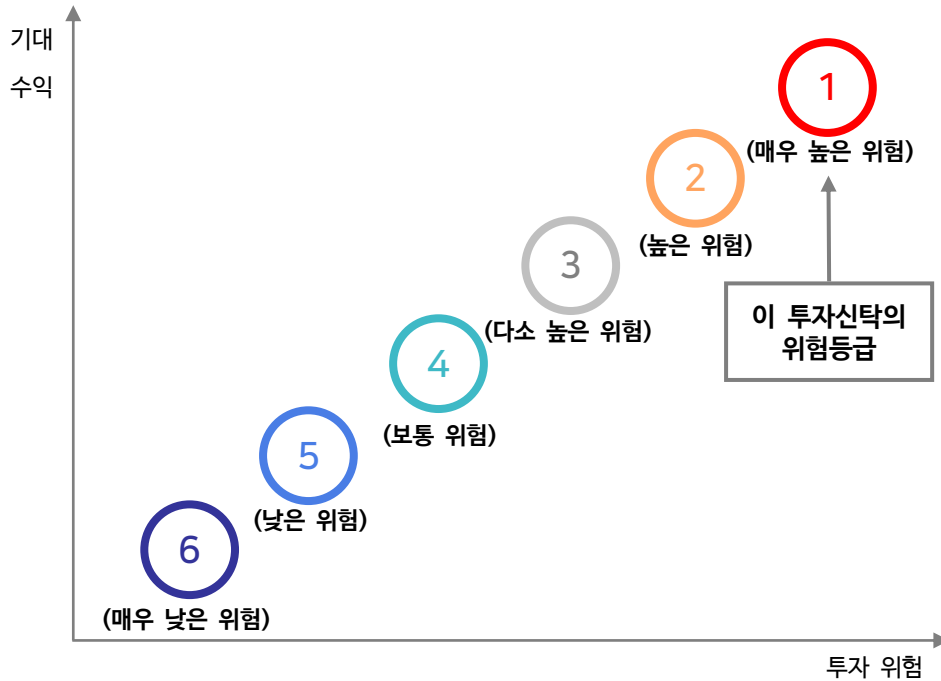 기대
수익
1
(매우 높은 위험)
2
(높은 위험)
3
(다소 높은 위험)
이 투자신탁의
위험등급
4
(보통 위험)
5
(낮은 위험)
6
(매우 낮은 위험)
투자 위험